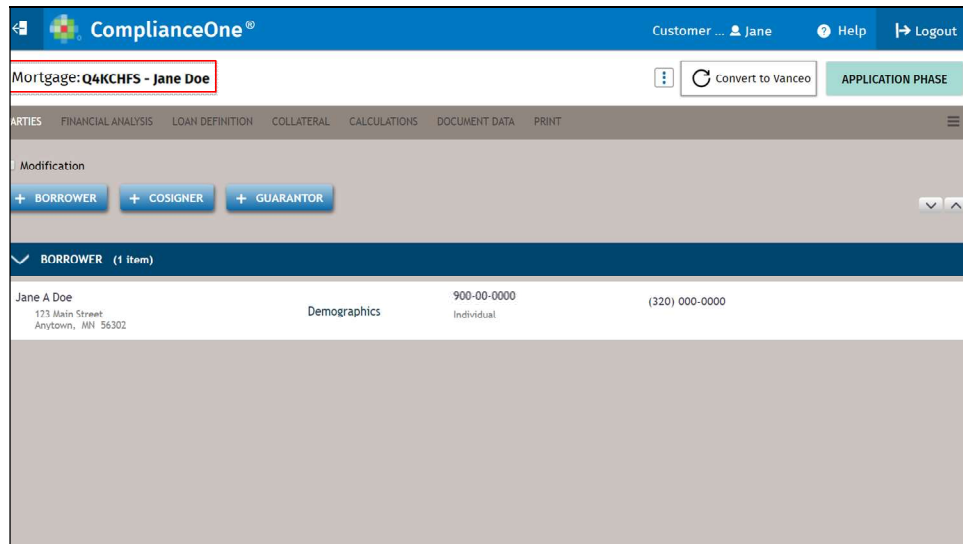 ComplianceOne®
Customer ... Jane
Help
Logout
Mortgage: Q4KCHFS - Jane Doe
Convert to Vanceo
APPLICATION PHASE
ARTIES FINANCIAL ANALYSIS LOAN DEFINITION COLLATERAL CALCULATIONS DOCUMENT DATA PRINT
Modification
+ BORROWER + COSIGNER + GUARANTOR
BORROWER (1 item)
Jane A Doe
123 Main Street
Anytown, MN 56302
Demographics
900-00-0000
Individual
(320) 000-0000